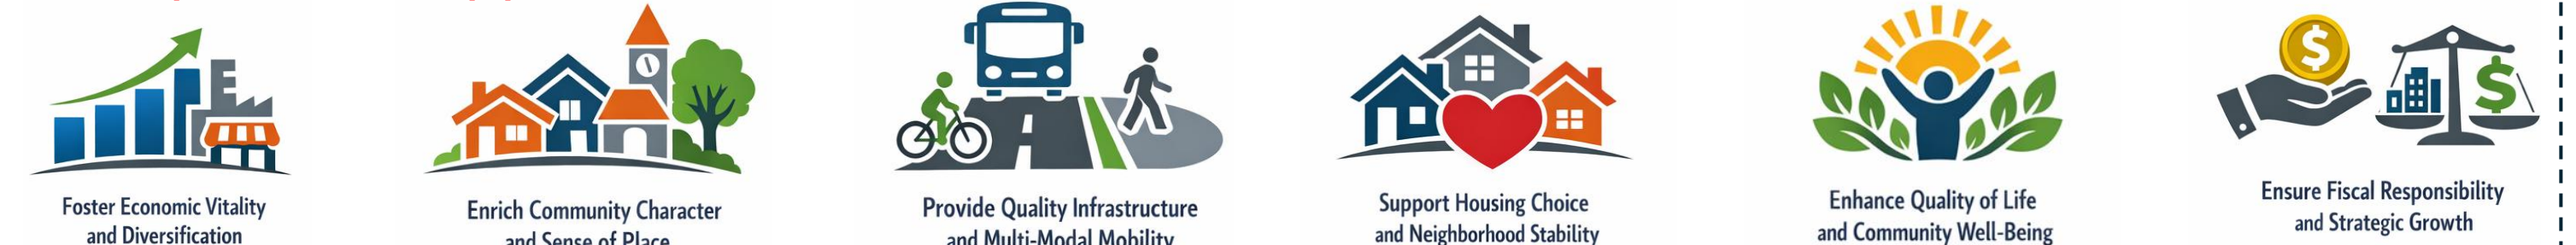 Foster Economic Vitality
and Diversification
Enrich Community Character
and Sense of Place
Provide Quality Infrastructure
and Multi-Modal Mobility
Support Housing Choice
and Neighborhood Stability
Enhance Quality of Life
and Community Well-Being
$
$
Ensure Fiscal Responsibility
and Strategic Growth